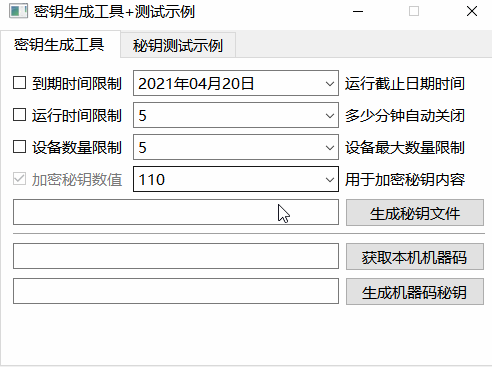 密钥生成工具+测试示例
密钥生成工具 秘钥测试示例
到期时间限制 2021年04月20日 运行截止日期时间
运行时间限制 5 多少分钟自动关闭
设备数量限制 5 设备最大数量限制
加密秘钥数值 110 用于加密秘钥内容
生成秘钥文件
获取本机机器码
生成机器码秘钥